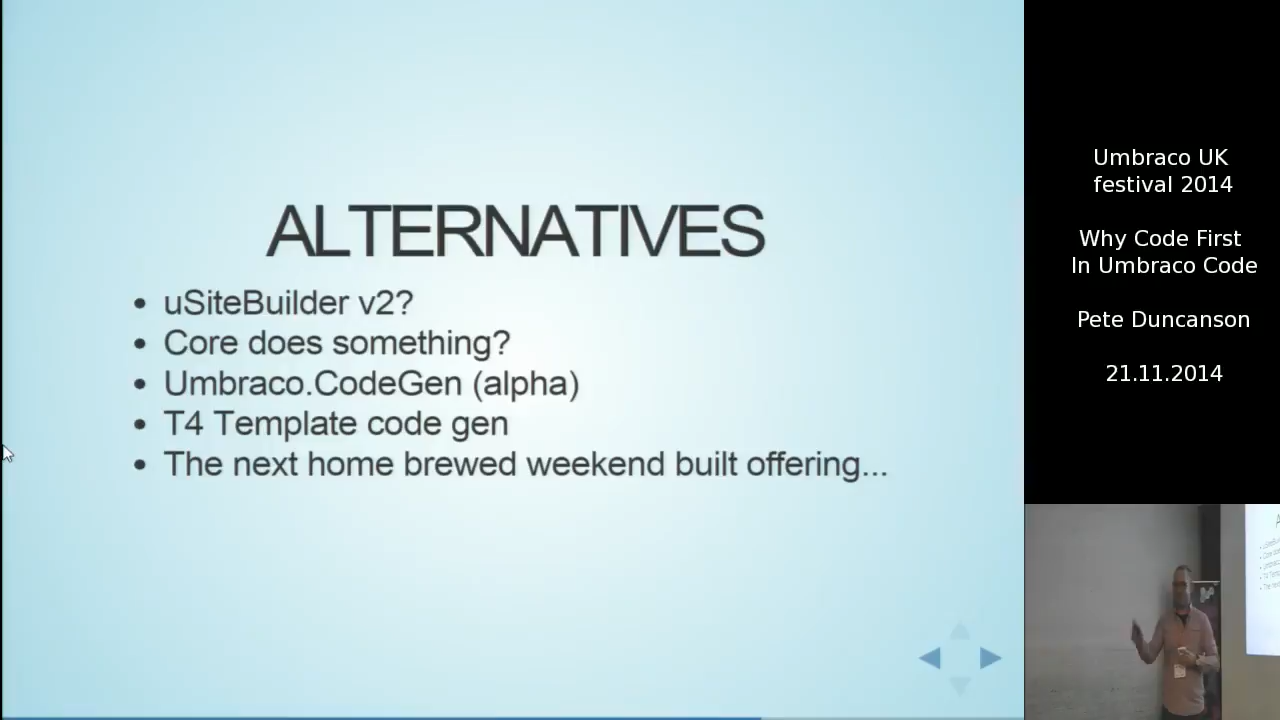 ALTERNATIVES
• uSiteBuilder v2?
• Core does something?
• Umbraco.CodeGen (alpha)
• T4 Template code gen
• The next home brewed weekend built offering...
Umbraco UK
festival 2014
Why Code First
In Umbraco Code
Pete Duncanson
21.11.2014